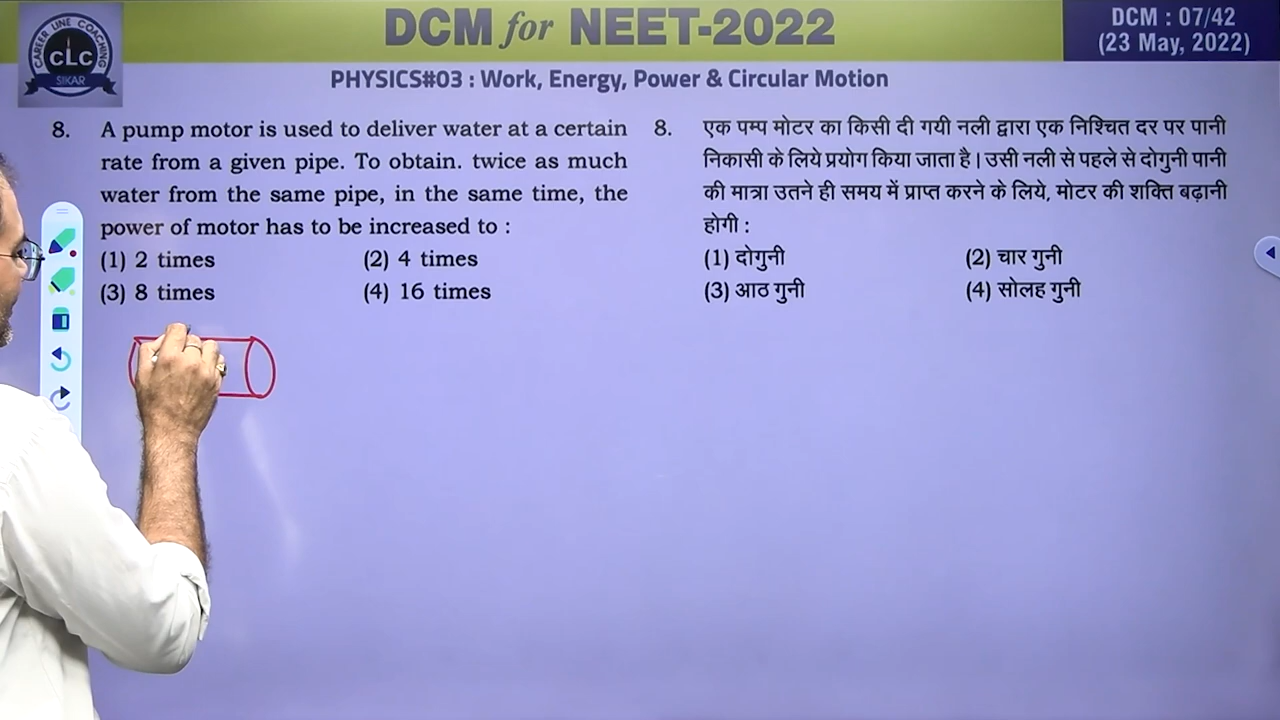 DCM for NEET-2022
DCM : 07/42
(23 May, 2022)
CAREER LINE COACHING
CLC
SIKAR
PHYSICS#03 : Work, Energy, Power & Circular Motion
8. A pump motor is used to deliver water at a certain
rate from a given pipe. To obtain. twice as much
water from the same pipe, in the same time, the
power of motor has to be increased to :
(1) 2 times (2) 4 times
(3) 8 times (4) 16 times
8. एक पम्प मोटर का किसी दी गयी नली द्वारा एक निश्चित दर पर पानी
निकासी के लिये प्रयोग किया जाता है। उसी नली से पहले से दोगुनी पानी
की मात्रा उतने ही समय में प्राप्त करने के लिये, मोटर की शक्ति बढ़ानी
होगी :
(1) दोगुनी (2) चार गुनी
(3) आठ गुनी (4) सोलह गुनी